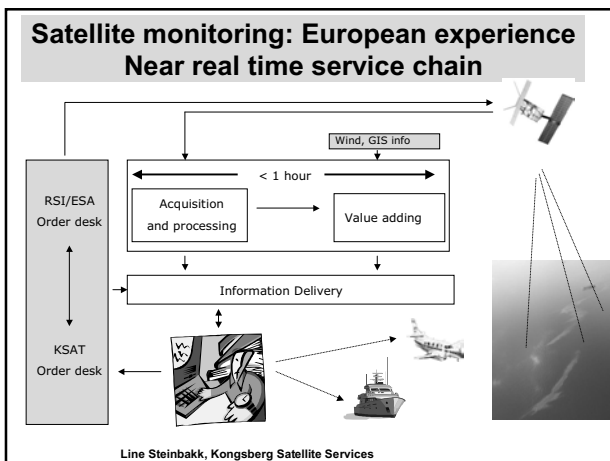 Satellite monitoring: European experience
Near real time service chain
Wind, GIS info
< 1 hour
RSI/ESA
Order desk
Acquisition
and processing
Value adding
Information Delivery
KSAT
Order desk
Line Steinbakk, Kongsberg Satellite Services